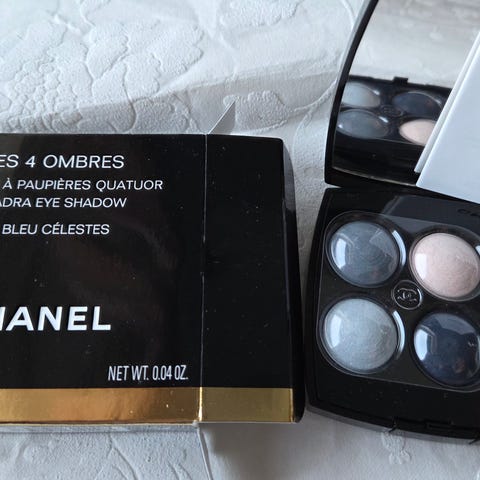 ES 4 OMBRES
À PAUPIÈRES QUATUOR
ADRA EYE SHADOW
BLEU CÉLESTES
HANEL
NET WT. 0.04 OZ.